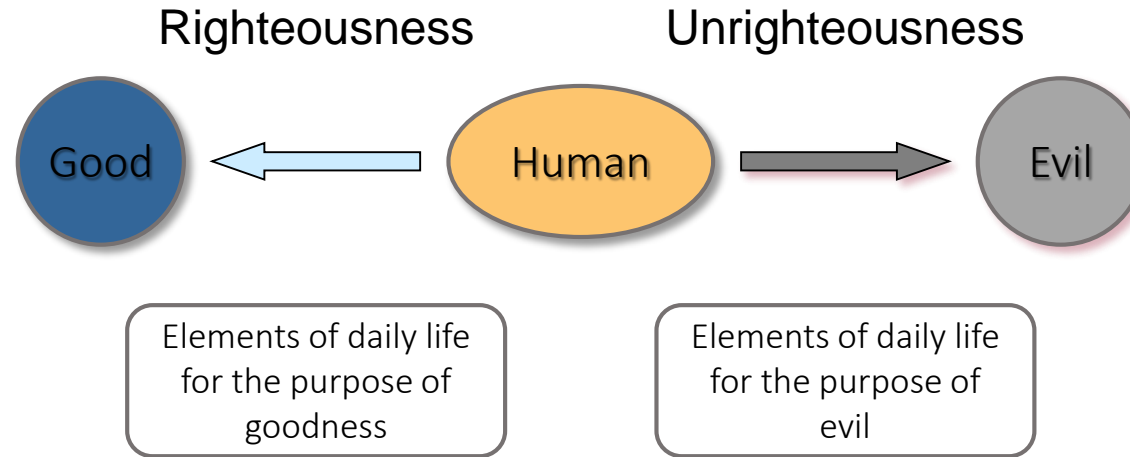 Righteousness
Unrighteousness
Good
Human
Evil
Elements of daily life
for the purpose of
goodness
Elements of daily life
for the purpose of
evil